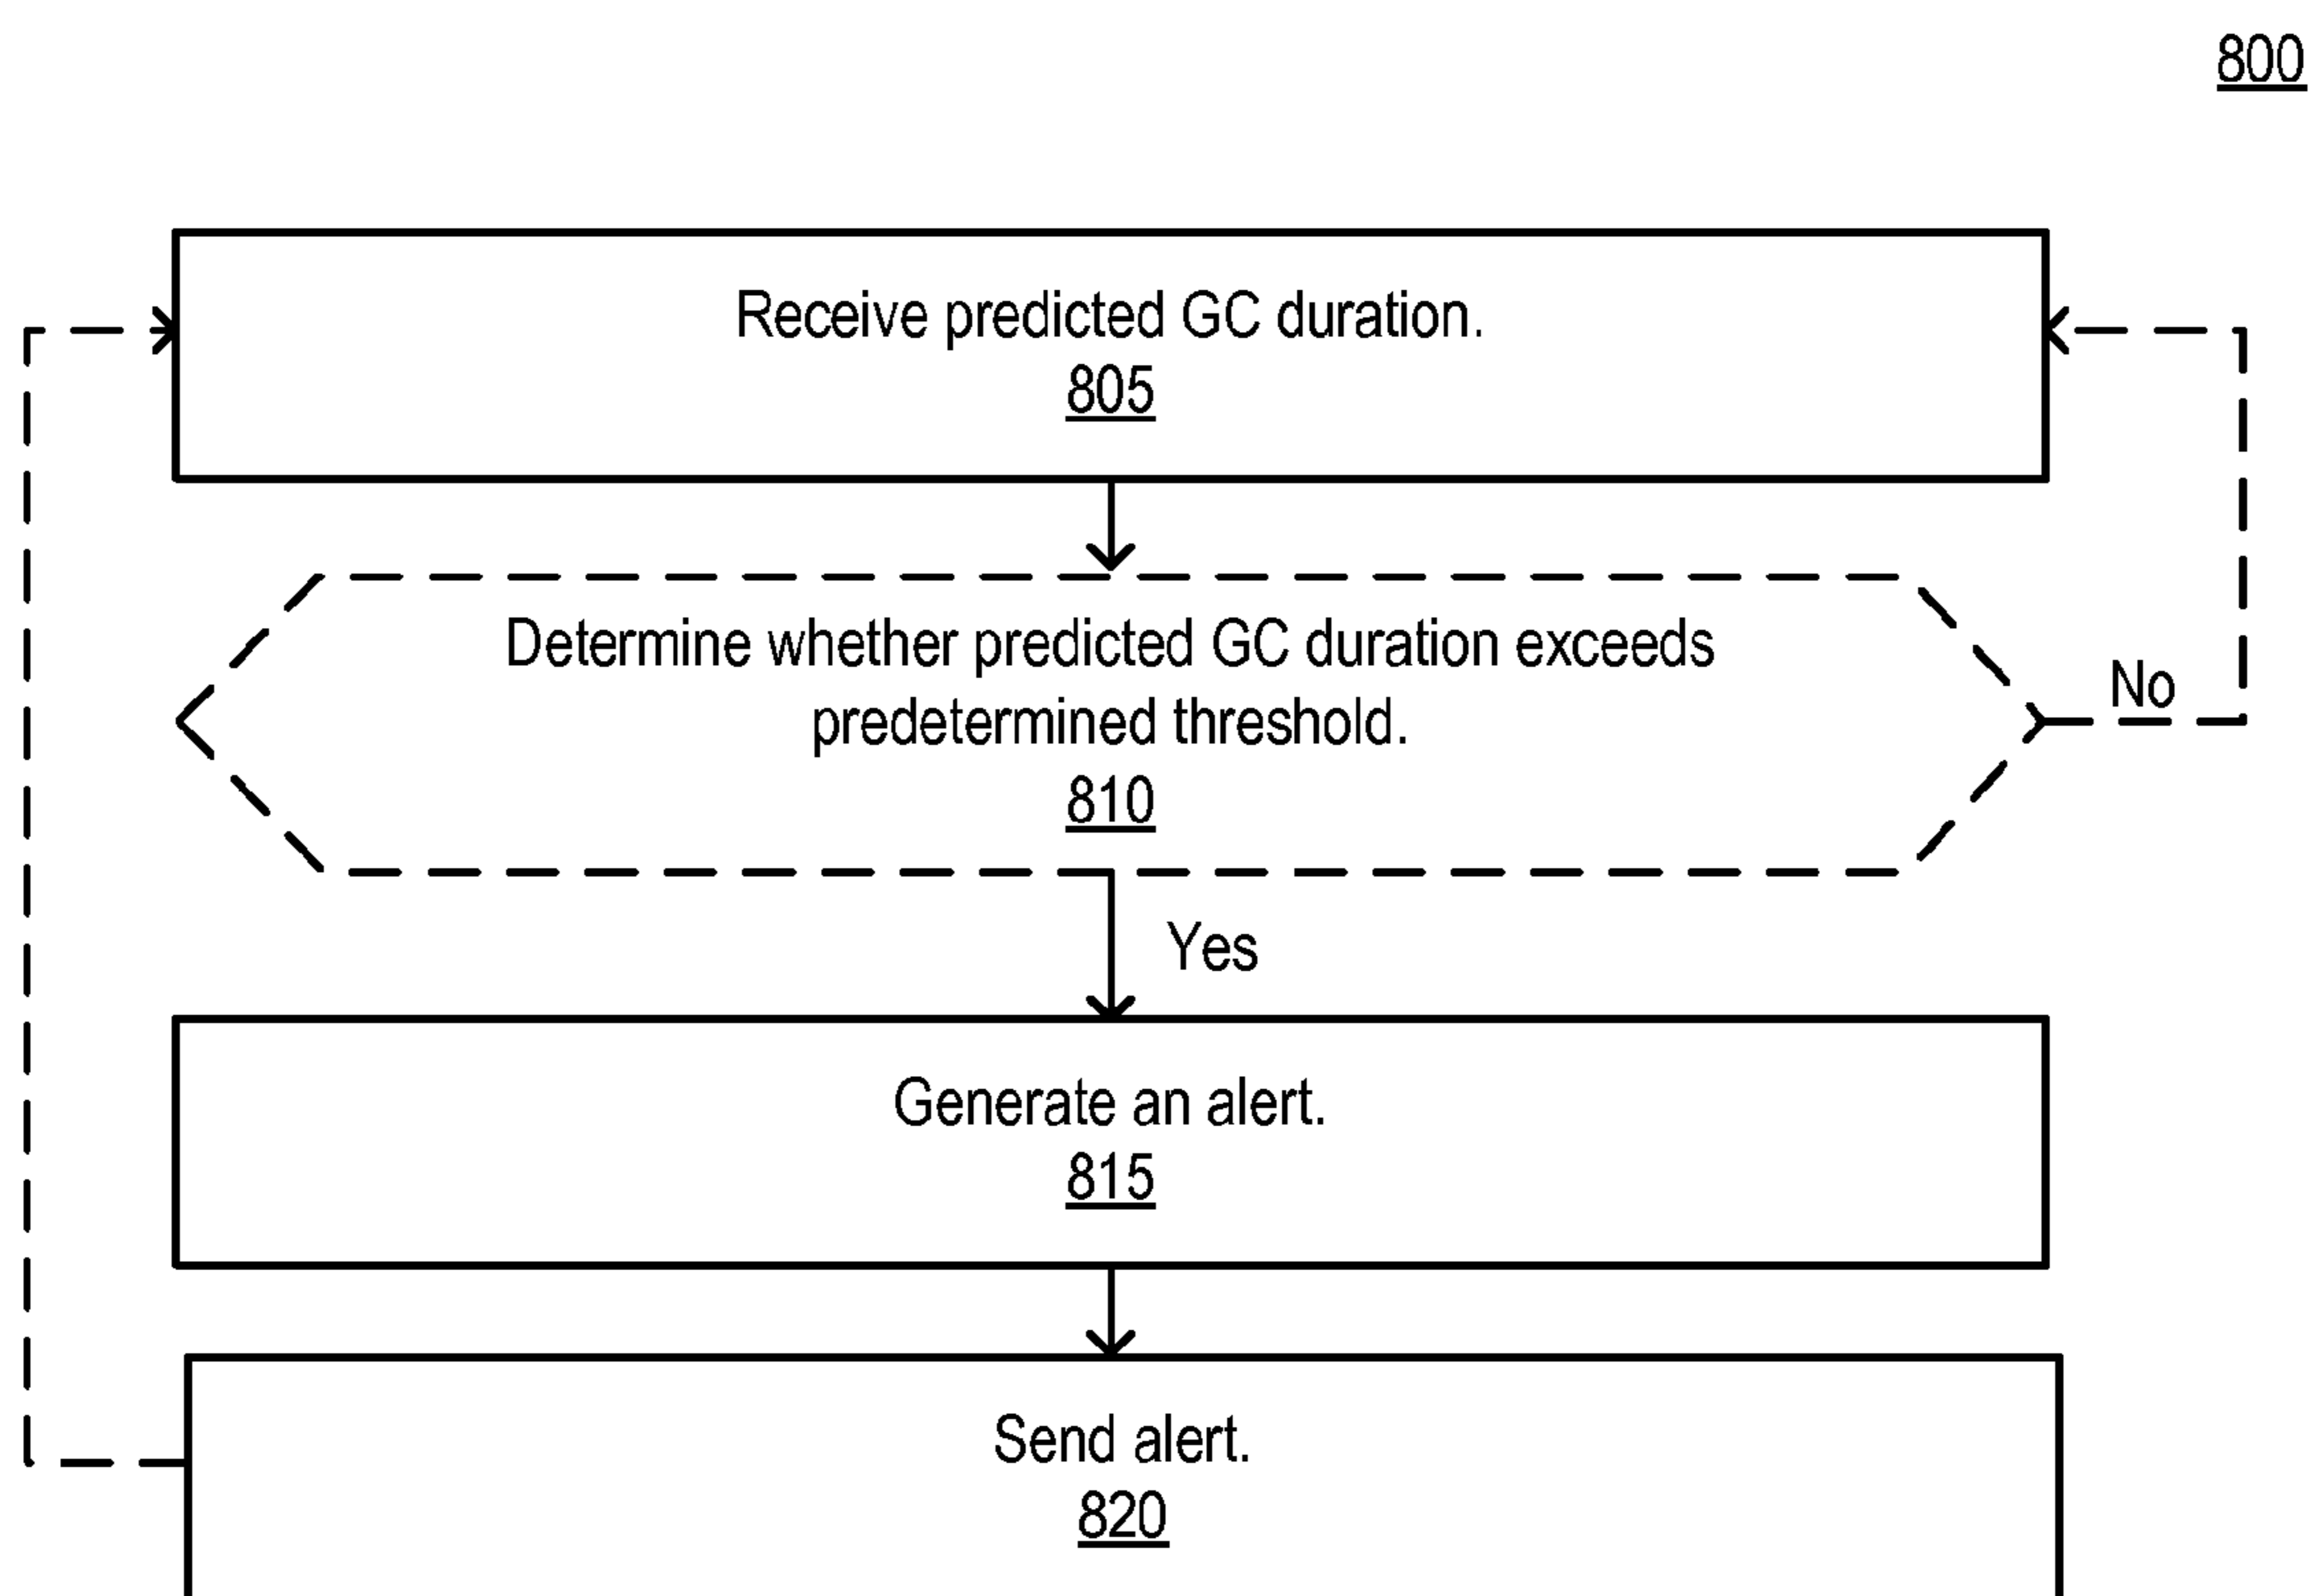 800
Receive predicted GC duration.
805
Determine whether predicted GC duration exceeds
predetermined threshold.
810
No
Yes
Generate an alert.
815
Send alert.
820